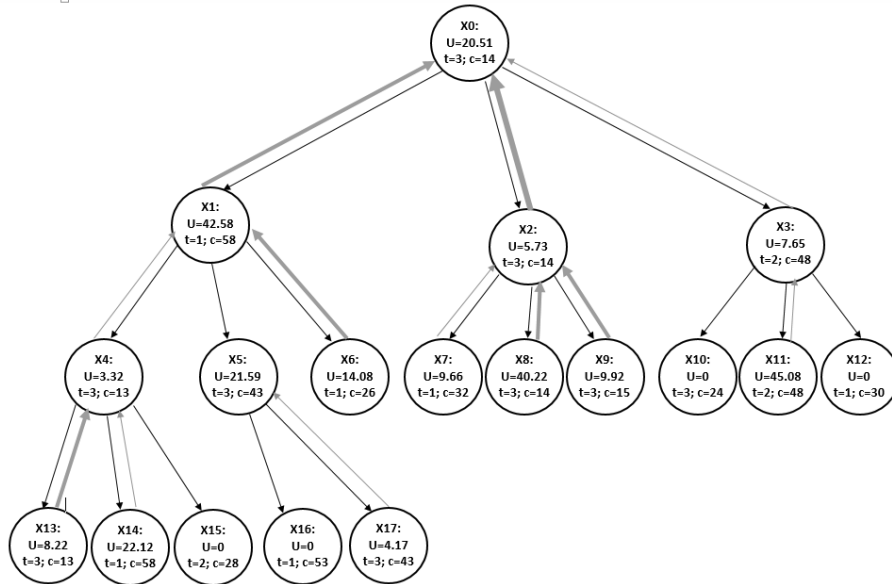 X0:
U=20.51
t=3; c=14
X1:
U=42.58
t=1; c=58
X2:
U=5.73
t=3; c=14
X3:
U=7.65
t=2; c=48
X4:
U=3.32
t=3; c=13
X5:
U=21.59
t=3; c=43
X6:
U=14.08
t=1; c=26
X7:
U=9.66
t=1; c=32
X8:
U=40.22
t=3; c=14
X9:
U=9.92
t=3; c=15
X10:
U=0
t=3; c=24
X11:
U=45.08
t=2; c=48
X12:
U=0
t=1; c=30
X13:
U=8.22
t=3; c=13
X14:
U=22.12
t=1; c=58
X15:
U=0
t=2; c=28
X16:
U=0
t=1; c=53
X17:
U=4.17
t=3; c=43